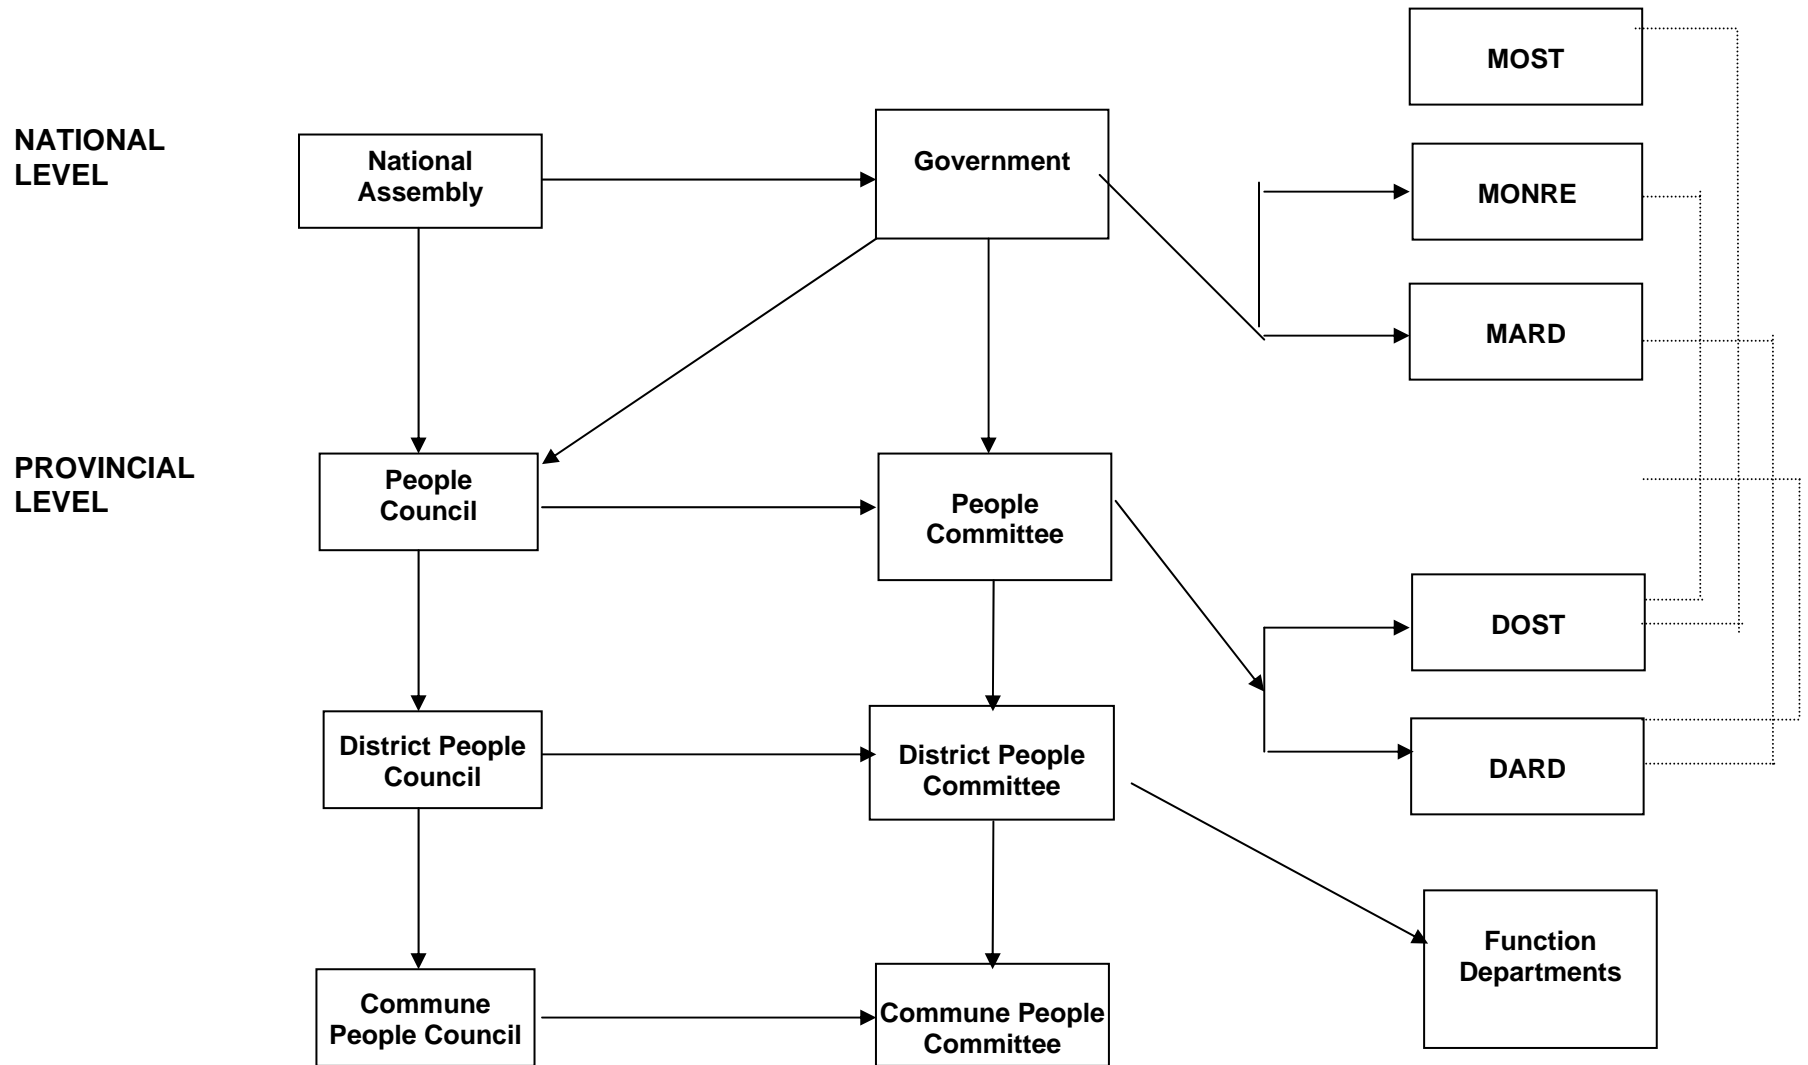 MOST
NATIONAL
LEVEL
National
Assembly
Government
MONRE
MARD
PROVINCIAL
LEVEL
People
Council
People
Committee
DOST
District People
Council
District People
Committee
DARD
Function
Departments
Commune
People Council
Commune People
Committee